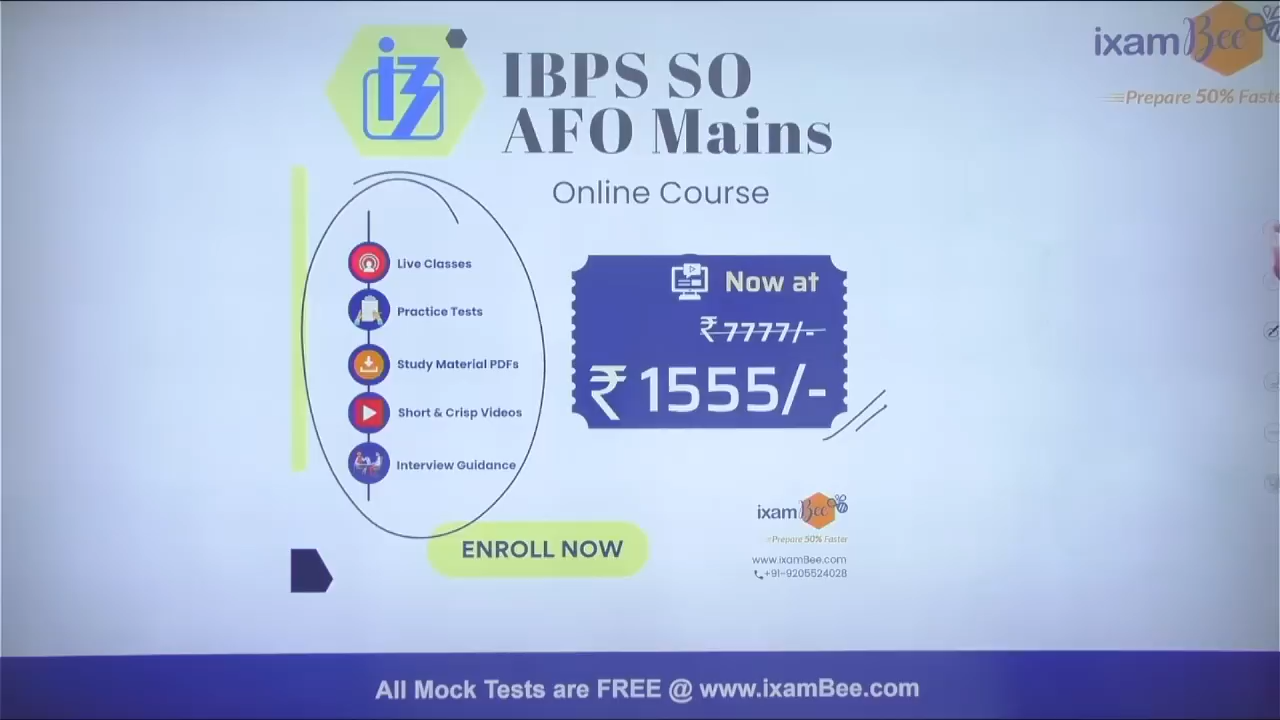 ixamBee
Prepare 50% Faste
IBPS SO
AFO Mains
Online Course
Live Classes
Practice Tests
Study Material PDFs
Short & Crisp Videos
Interview Guidance
Now at
₹ 7777/-
₹ 1555/-
ENROLL NOW
ixamBee
Prepare 50% Faster
www.ixamBee.com
+91-9205524028
All Mock Tests are FREE @ www.ixamBee.com